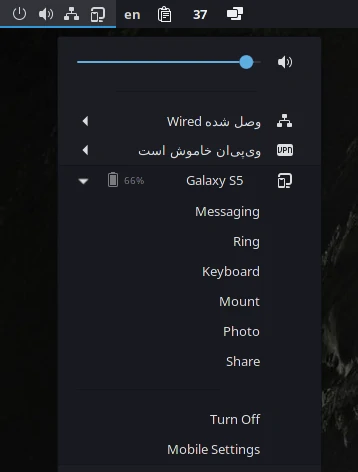 en 37
Wired وصل شده
VPN وی‌پی‌ان خاموش است
66% Galaxy S5
Messaging
Ring
Keyboard
Mount
Photo
Share
Turn Off
Mobile Settings